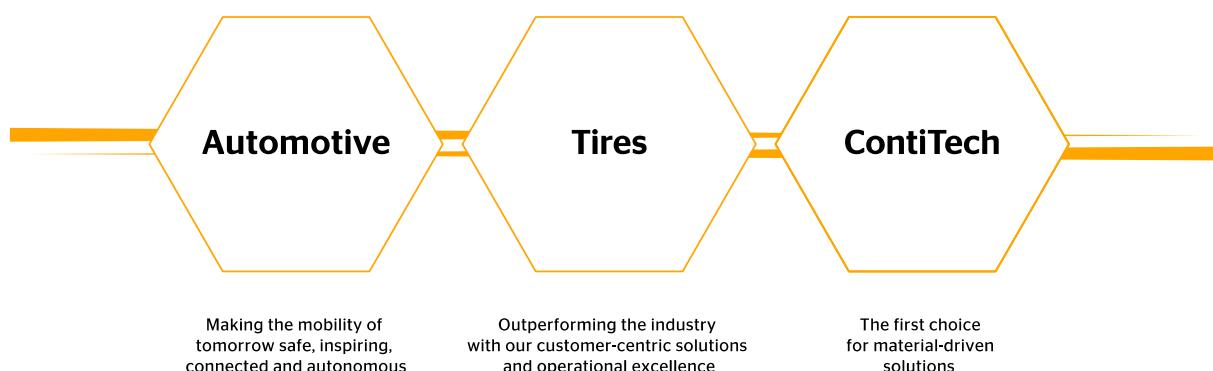 Automotive
Tires
ContiTech
Making the mobility of
tomorrow safe, inspiring,
connected and autonomous
Outperforming the industry
with our customer-centric solutions
and operational excellence
The first choice
for material-driven
solutions